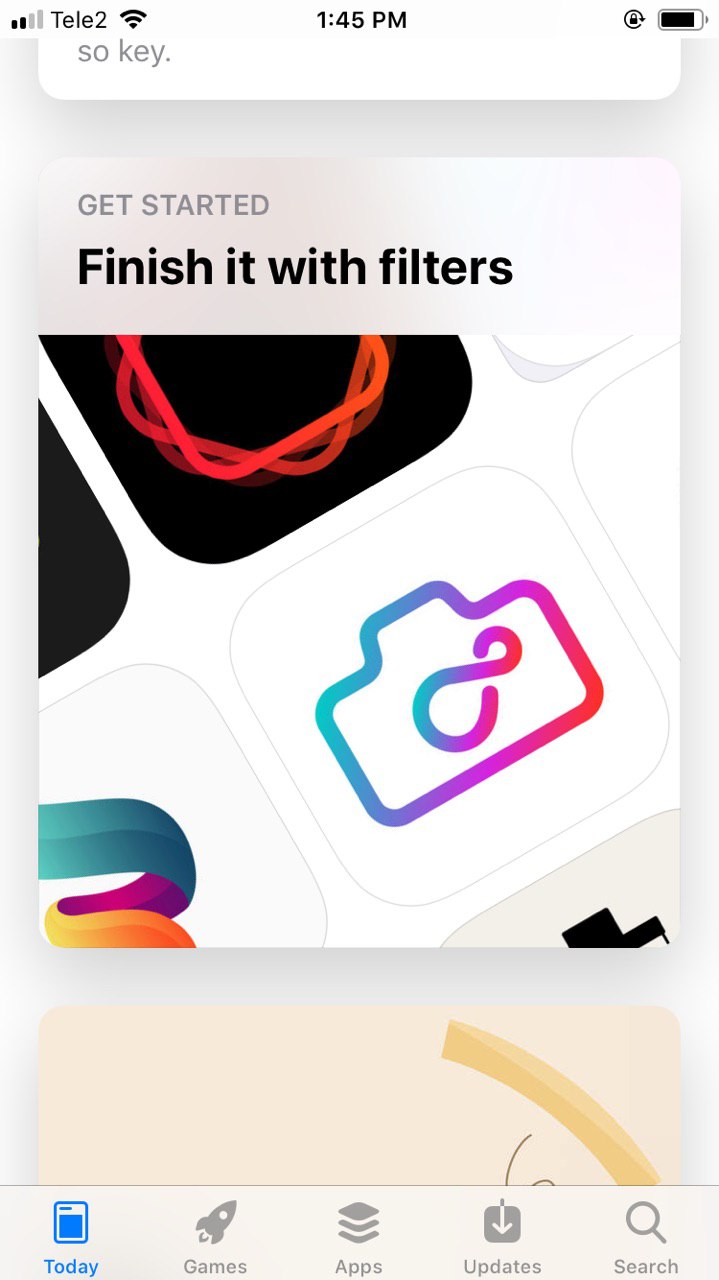 Tele2
1:45 PM
so key.
GET STARTED
Finish it with filters
Today
Games
Apps
Updates
Search